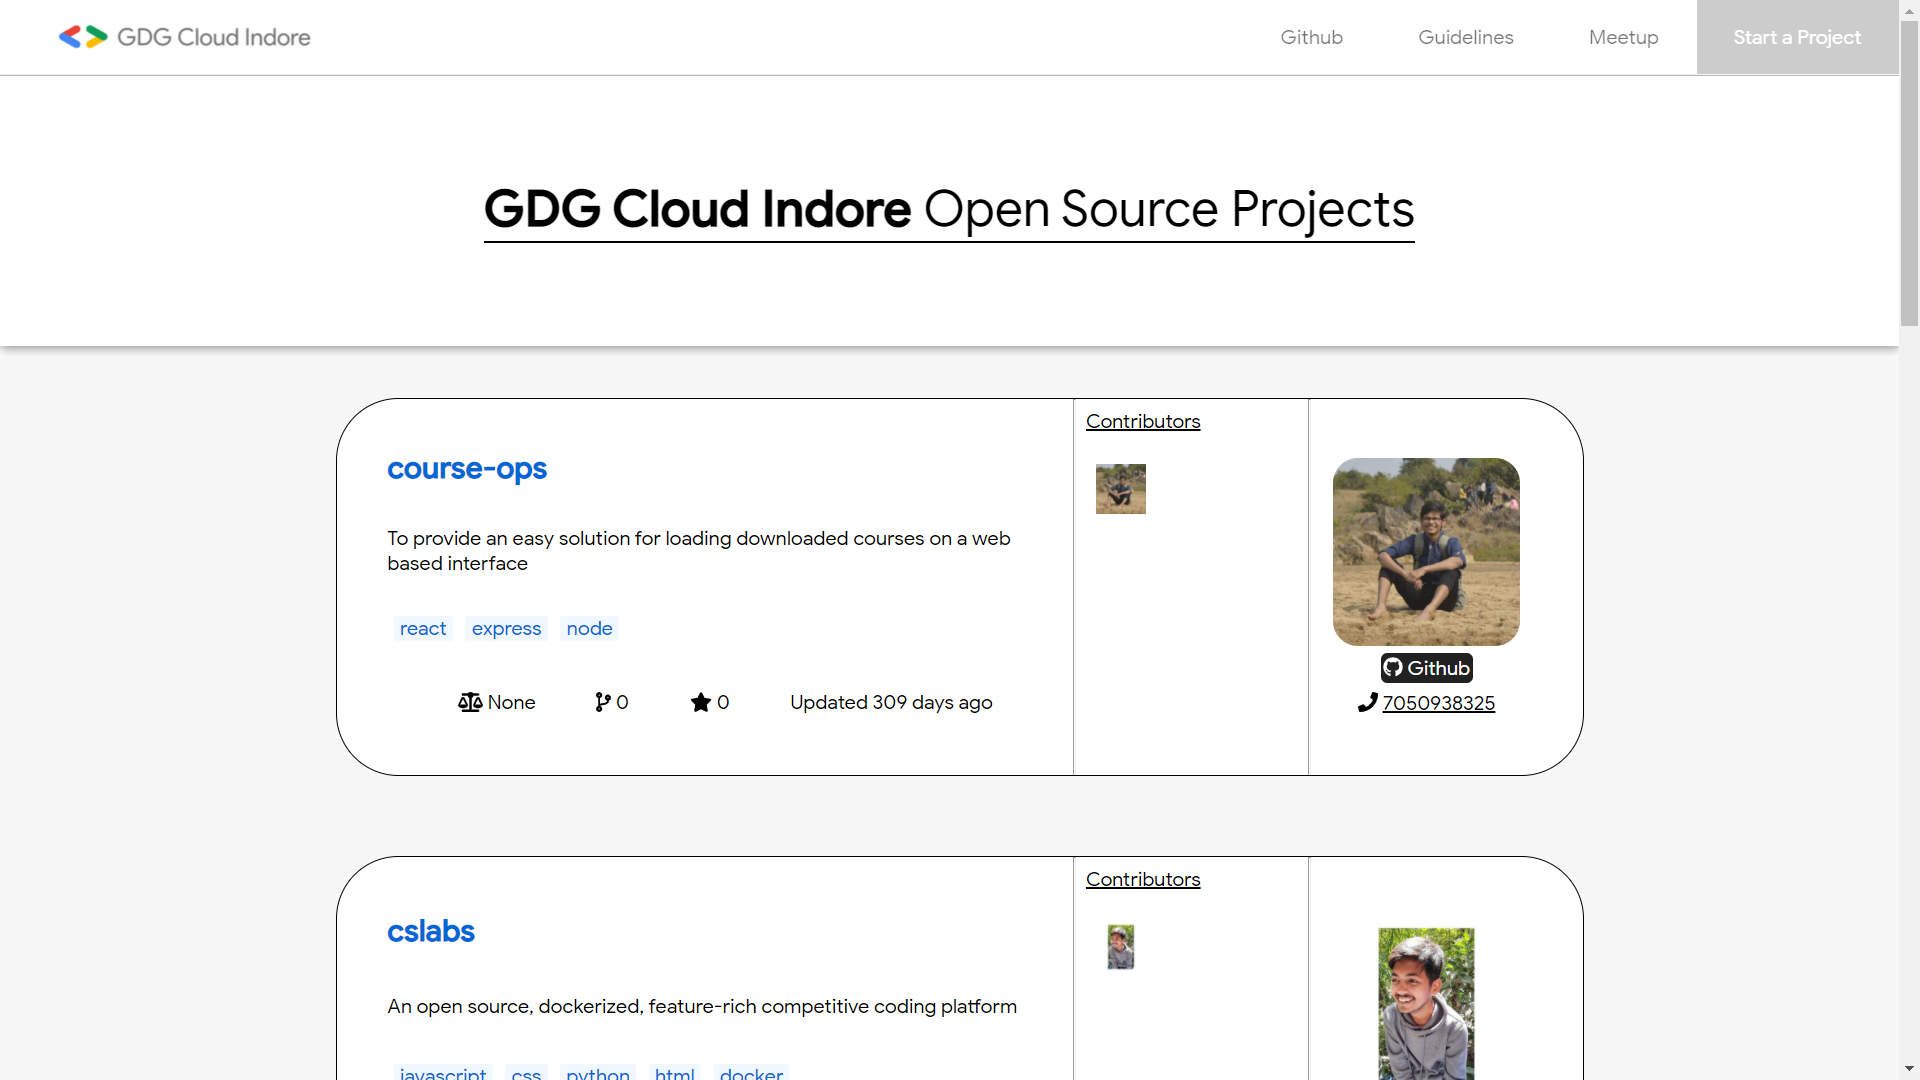 GDG Cloud Indore
Github
Guidelines
Meetup
Start a Project
GDG Cloud Indore Open Source Projects
course-ops
To provide an easy solution for loading downloaded courses on a web
based interface
react express node
None 0 0 Updated 309 days ago
Contributors
Github
7050938325
cslabs
An open source, dockerized, feature-rich competitive coding platform
javascript css python html docker
Contributors